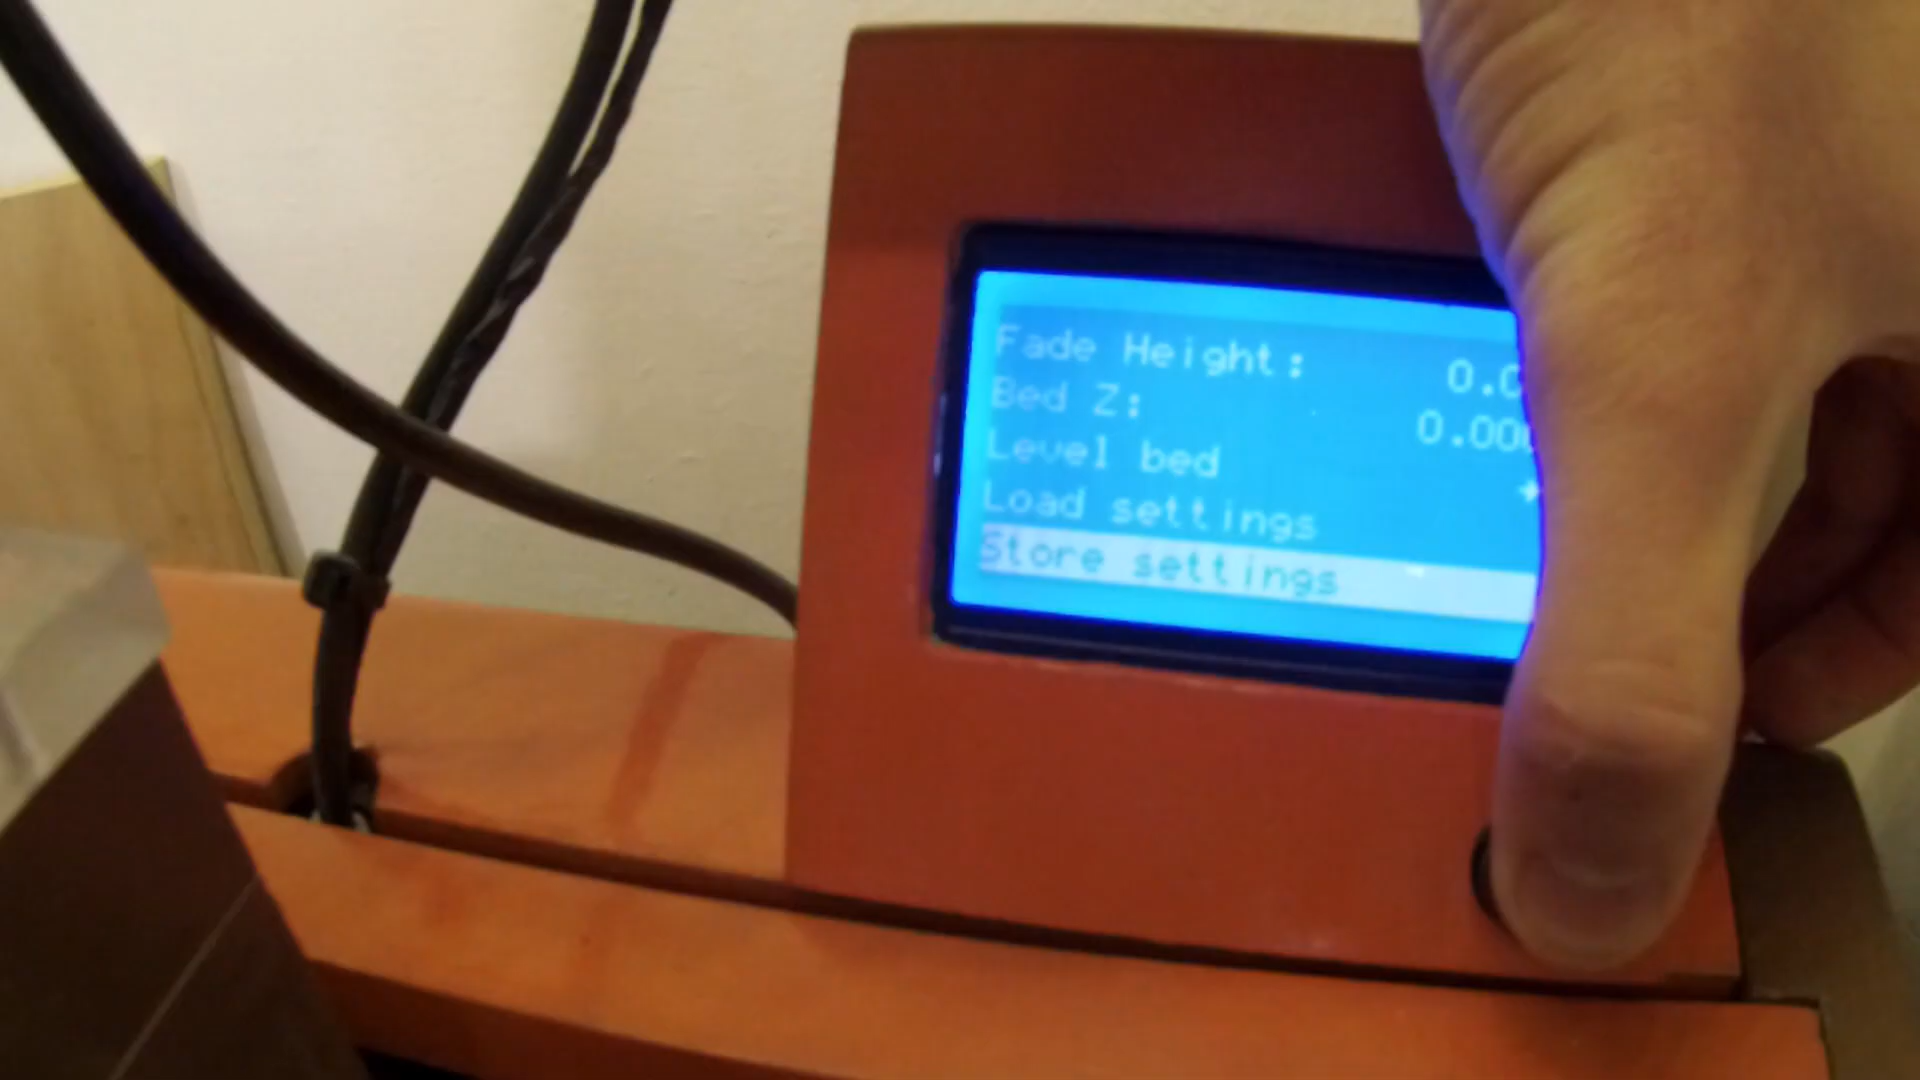 Fade Height: 0.0
Bed Z: 0.000
Level bed
Load settings
Store settings